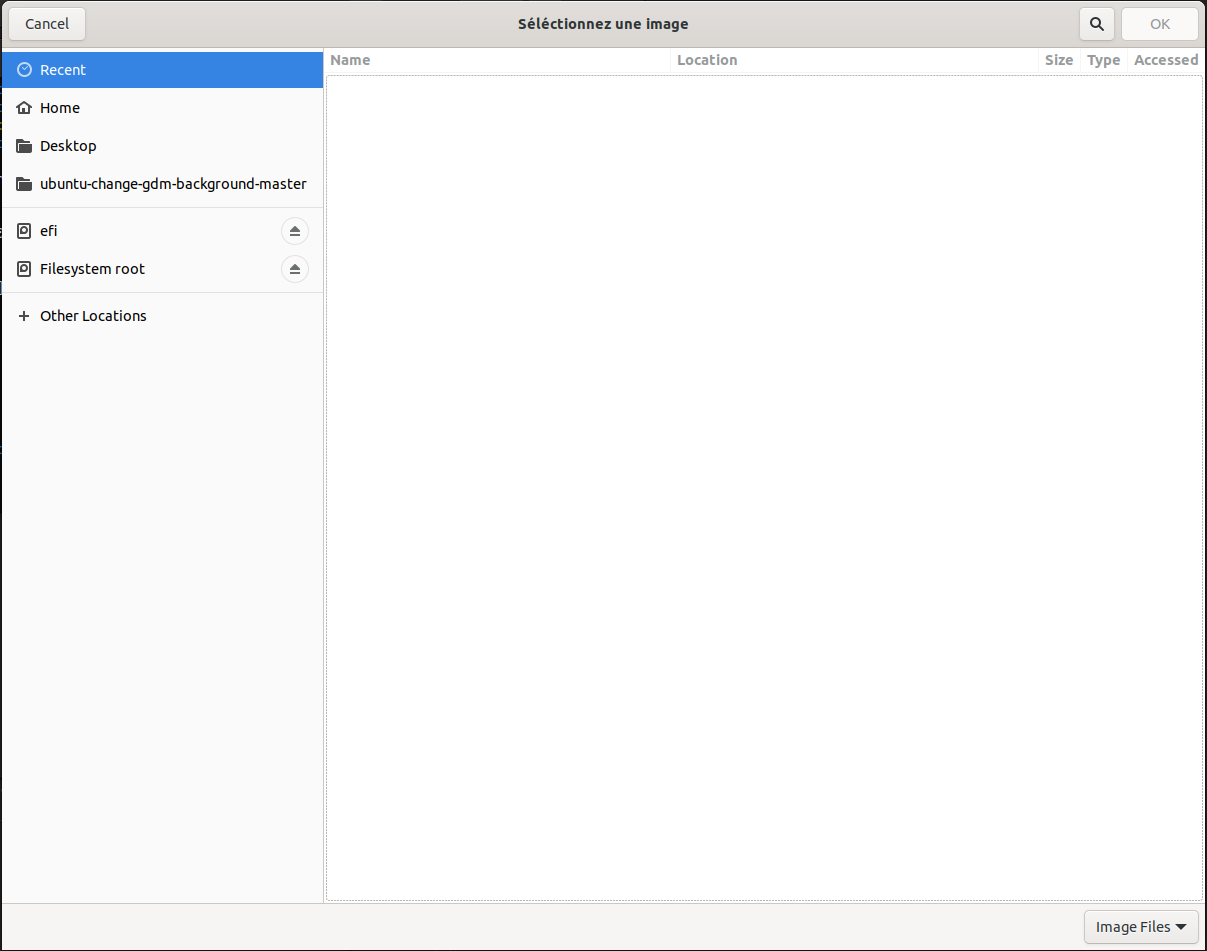 Cancel
Séléctionnez une image
OK
Recent
Home
Desktop
ubuntu-change-gdm-background-master
efi
Filesystem root
Other Locations
Name Location Size Type Accessed
Image Files